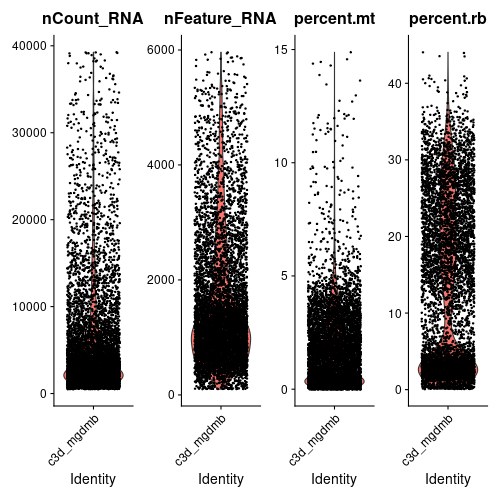 nCount_RNA
40000
30000
20000
10000
0
c3d_mgdmb
Identity
nFeature_RNA
6000
4000
2000
0
c3d_mgdmb
Identity
percent.mt
15
10
5
0
c3d_mgdmb
Identity
percent.rb
40
30
20
10
0
c3d_mgdmb
Identity